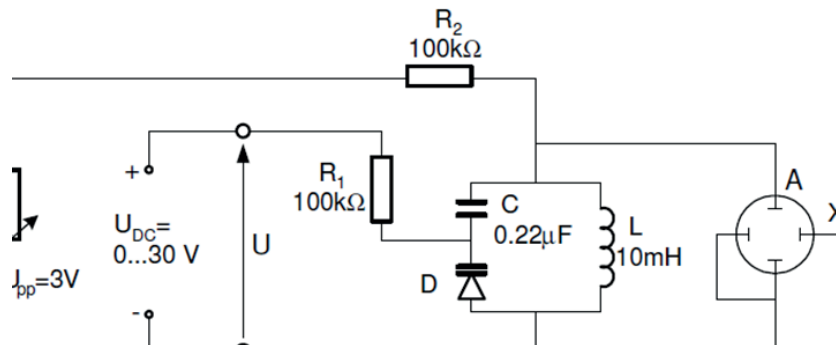 R2
100kΩ
+
R1
100kΩ
UDC=
0...30 V
U
C
0.22µF
L
10mH
A
X
pp=3V
D
-